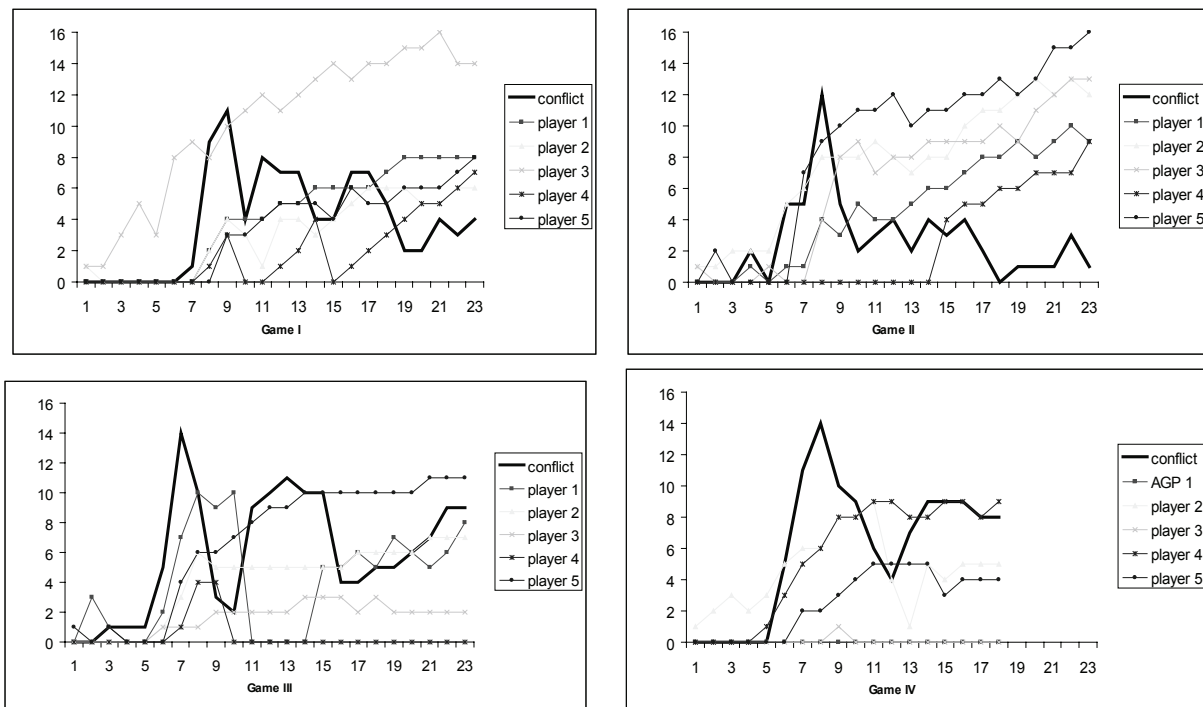 16
14
12
10
8
6
4
2
0
1 3 5 7 9 11 13 15 17 19 21 23
Game I
conflict
player 1
player 2
player 3
player 4
player 5
16
14
12
10
8
6
4
2
0
1 3 5 7 9 11 13 15 17 19 21 23
Game II
conflict
player 1
player 2
player 3
player 4
player 5
16
14
12
10
8
6
4
2
0
1 3 5 7 9 11 13 15 17 19 21 23
Game III
conflict
player 1
player 2
player 3
player 4
player 5
16
14
12
10
8
6
4
2
0
1 3 5 7 9 11 13 15 17 19 21 23
Game IV
conflict
AGP 1
player 2
player 3
player 4
player 5